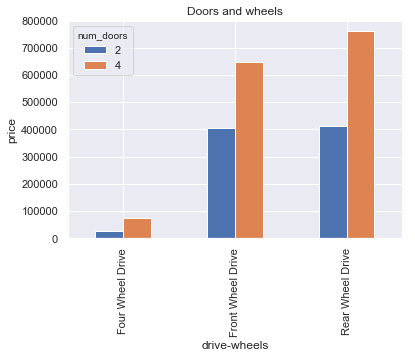 Doors and wheels
num_doors
2
4
800000
700000
600000
500000
400000
300000
200000
100000
0
price
Four Wheel Drive
Front Wheel Drive
Rear Wheel Drive
drive-wheels